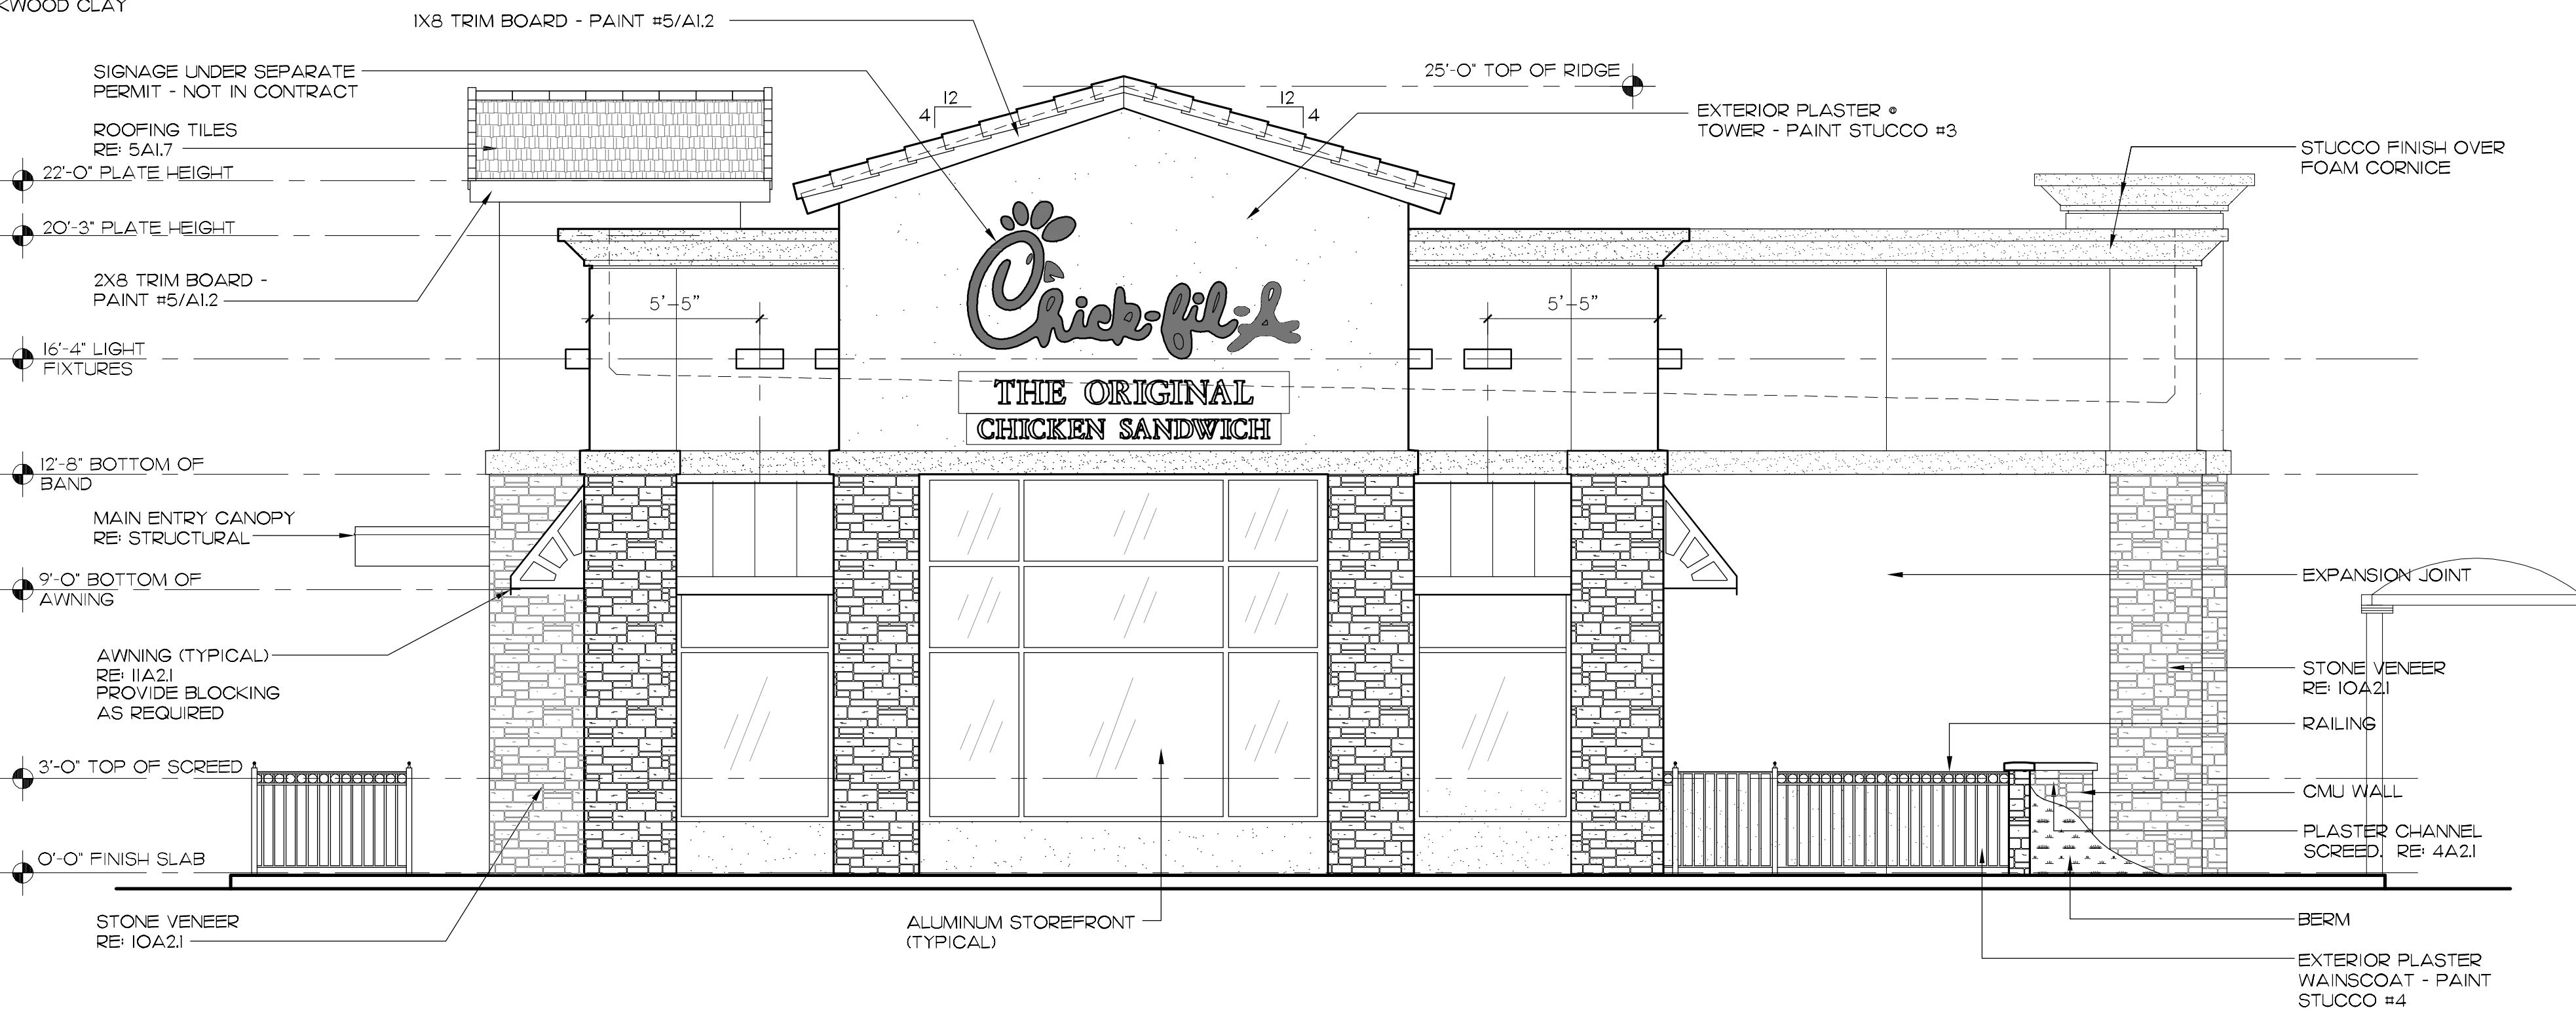 KWOOD CLAY
1X8 TRIM BOARD - PAINT #5/A1.2
SIGNAGE UNDER SEPARATE
PERMIT - NOT IN CONTRACT
ROOFING TILES
RE: 5A1.7
22'-0" PLATE HEIGHT
20'-3" PLATE HEIGHT
2X8 TRIM BOARD -
PAINT #5/A1.2
16'-4" LIGHT
FIXTURES
12'-8" BOTTOM OF
BAND
MAIN ENTRY CANOPY
RE: STRUCTURAL
9'-0" BOTTOM OF
AWNING
AWNING (TYPICAL)
RE: 11A2.1
PROVIDE BLOCKING
AS REQUIRED
3'-0" TOP OF SCREED
0'-0" FINISH SLAB
STONE VENEER
RE: 10A2.1
12
4
12
4
5'-5"
5'-5"
Chick-fil-A
THE ORIGINAL
CHICKEN SANDWICH
ALUMINUM STOREFRONT
(TYPICAL)
25'-0" TOP OF RIDGE
EXTERIOR PLASTER @
TOWER - PAINT STUCCO #3
STUCCO FINISH OVER
FOAM CORNICE
EXPANSION JOINT
STONE VENEER
RE: 10A2.1
RAILING
CMU WALL
PLASTER CHANNEL
SCREED. RE: 4A2.1
BERM
EXTERIOR PLASTER
WAINSCOAT - PAINT
STUCCO #4